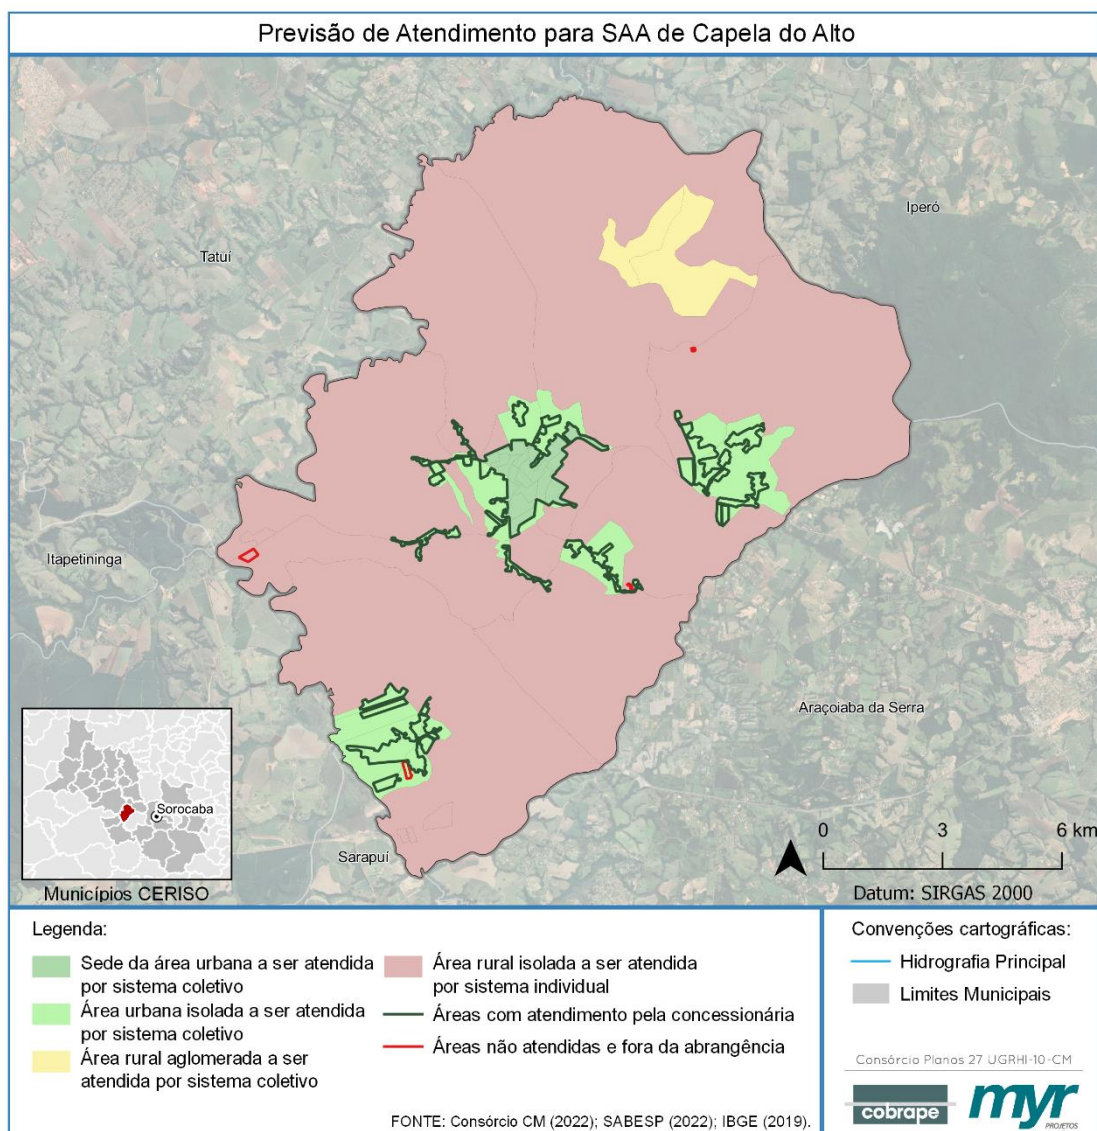 Previsão de Atendimento para SAA de Capela do Alto
Iperó
Tatuí
Itapetininga
Araçoiaba da Serra
Sarapuí
Sorocaba
Municípios CERISO
0 3 6 km
Datum: SIRGAS 2000
Legenda:
Sede da área urbana a ser atendida
por sistema coletivo
Área urbana isolada a ser atendida
por sistema coletivo
Área rural aglomerada a ser
atendida por sistema coletivo
Área rural isolada a ser atendida
por sistema individual
Áreas com atendimento pela concessionária
Áreas não atendidas e fora da abrangência
FONTE: Consórcio CM (2022); SABESP (2022); IBGE (2019).
Convenções cartográficas:
Hidrografia Principal
Limites Municipais
Consórcio Planos 27 UGRHI-10-CM
cobrape
myr
PROJETOS